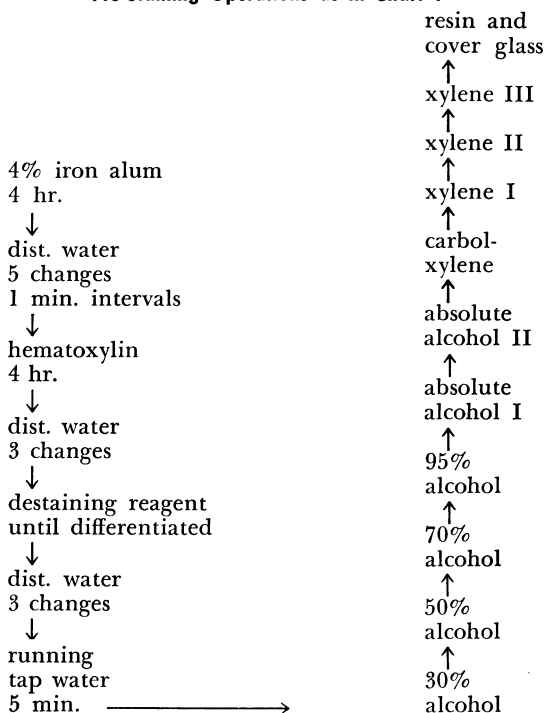 4% iron alum
4 hr.
dist. water
5 changes
1 min. intervals
hematoxylin
4 hr.
dist. water
3 changes
destaining reagent
until differentiated
dist. water
3 changes
running
tap water
5 min.
30%
alcohol
50%
alcohol
70%
alcohol
95%
alcohol
absolute
alcohol I
absolute
alcohol II
carbol-
xylene
xylene I
xylene II
xylene III
resin and
cover glass